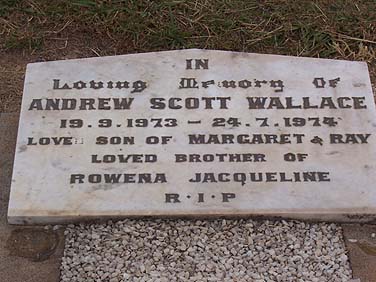 IN
Loving Memory Of
ANDREW SCOTT WALLACE
19.9.1973 - 24.7.1974
LOVED SON OF MARGARET & RAY
LOVED BROTHER OF
ROWENA JACQUELINE
R·I·P